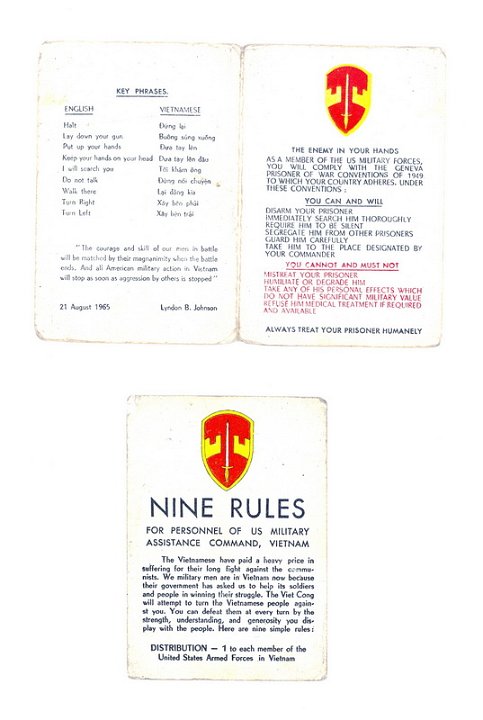 KEY PHRASES.
ENGLISH VIETNAMESE
Halt Đứng lại
Lay down your gun Buông súng xuống
Put up your hands Đưa tay lên
Keep your hands on your head Đưa tay lên đầu
I will search you Tôi khám ông
Do not talk Đừng nói chuyện
Walk there Lại đàng kia
Turn Right Xây bên phải
Turn Left Xây bên trái
"The courage and skill of our men in battle
will be matched by their magnanimity when the battle
ends. And all American military action in Vietnam
will stop as soon as aggression by others is stopped"
21 August 1965 Lyndon B. Johnson
THE ENEMY IN YOUR HANDS
AS A MEMBER OF THE US MILITARY FORCES,
YOU WILL COMPLY WITH THE GENEVA
PRISONER OF WAR CONVENTIONS OF 1949
TO WHICH YOUR COUNTRY ADHERES. UNDER
THESE CONVENTIONS :
YOU CAN AND WILL
DISARM YOUR PRISONER
IMMEDIATELY SEARCH HIM THOROUGHLY
REQUIRE HIM TO BE SILENT
SEGREGATE HIM FROM OTHER PRISONERS
GUARD HIM CAREFULLY
TAKE HIM TO THE PLACE DESIGNATED BY
YOUR COMMANDER
YOU CANNOT AND MUST NOT
MISTREAT YOUR PRISONER
HUMILIATE OR DEGRADE HIM
TAKE ANY OF HIS PERSONAL EFFECTS WHICH
DO NOT HAVE SIGNIFICANT MILITARY VALUE
REFUSE HIM MEDICAL TREATMENT IF REQUIRED
AND AVAILABLE
ALWAYS TREAT YOUR PRISONER HUMANELY
NINE RULES
FOR PERSONNEL OF US MILITARY
ASSISTANCE COMMAND, VIETNAM
The Vietnamese have paid a heavy price in
suffering for their long fight against the commu-
nists. We military men are in Vietnam now because
their government has asked us to help its soldiers
and people in winning their struggle. The Viet Cong
will attempt to turn the Vietnamese people again-
st you. You can defeat them at every turn by the
strength, understanding, and generosity you dis-
play with the people. Here are nine simple rules:
DISTRIBUTION — 1 to each member of the
United States Armed Forces in Vietnam